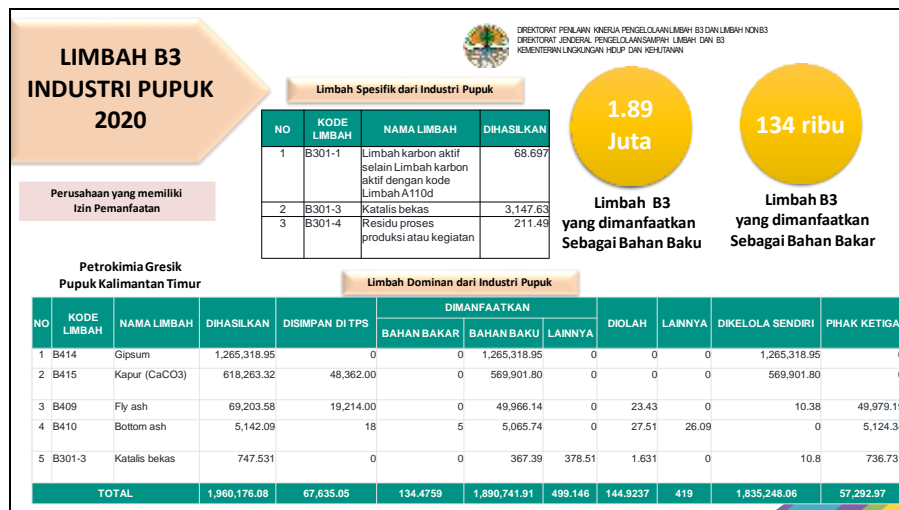 LIMBAH B3
INDUSTRI PUPUK
2020
DIREKTORAT PENILAIAN KINERJA PENGELOLAAN LIMBAH B3 DAN LIMBAH NON B3
DIREKTORAT JENDERAL PENGELOLAAN SAMPAH LIMBAH DAN B3
KEMENTERIAN LINGKUNGAN HIDUP DAN KEHUTANAN
Limbah Spesifik dari Industri Pupuk
NO KODE LIMBAH NAMA LIMBAH DIHASILKAN
1 B301-1 Limbah karbon aktif 68.697
selain Limbah karbon
aktif dengan kode
Limbah A110d
2 B301-3 Katalis bekas 3,147.63
3 B301-4 Residu proses 211.49
produksi atau kegiatan
1.89
Juta
Limbah B3
yang dimanfaatkan
Sebagai Bahan Baku
134 ribu
Limbah B3
yang dimanfaatkan
Sebagai Bahan Bakar
Perusahaan yang memiliki
Izin Pemanfaatan
Petrokimia Gresik
Pupuk Kalimantan Timur
Limbah Dominan dari Industri Pupuk
NO KODE LIMBAH NAMA LIMBAH DIHASILKAN DISIMPAN DI TPS DIMANFAATKAN DIOLAH LAINNYA DIKELOLA SENDIRI PIHAK KETIGA
BAHAN BAKAR BAHAN BAKU LAINNYA
1 B414 Gipsum 1,265,318.95 0 0 1,265,318.95 0 0 0 1,265,318.95
2 B415 Kapur (CaCO3) 618,263.32 48,362.00 0 569,901.80 0 0 0 569,901.80
3 B409 Fly ash 69,203.58 19,214.00 0 49,966.14 0 23.43 0 10.38 49,979.19
4 B410 Bottom ash 5,142.09 18 5 5,065.74 0 27.51 26.09 0 5,124.3
5 B301-3 Katalis bekas 747.531 0 0 367.39 378.51 1.631 0 10.8 736.73
TOTAL 1,960,176.08 67,635.05 134.4759 1,890,741.91 499.146 144.9237 419 1,835,248.06 57,292.97